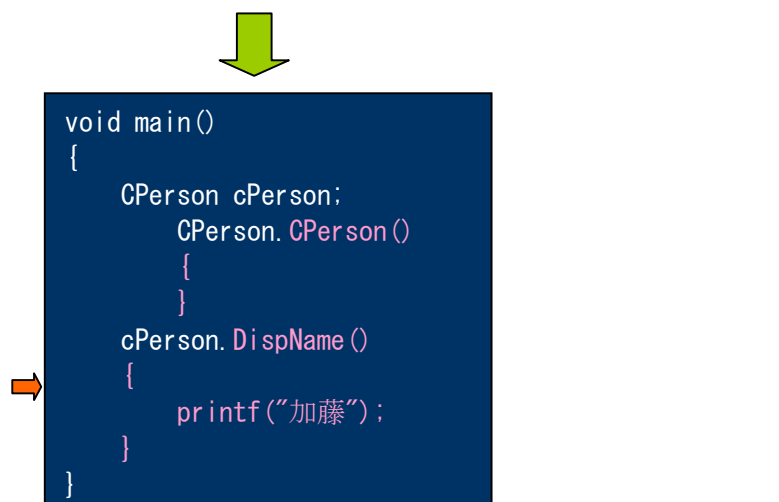 void main()
{
    CPerson cPerson;
        CPerson.CPerson()
        {
        }
    cPerson.DispName()
    {
        printf("加藤");
    }
}